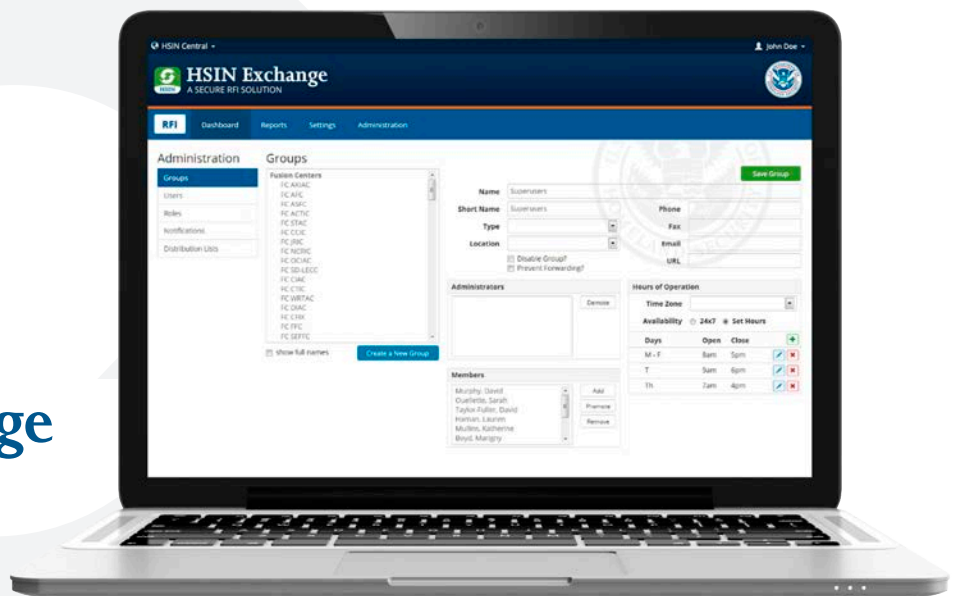 HSIN Central
John Doe
HSIN
HSIN Exchange
A SECURE RFI SOLUTION
RFI Dashboard Reports Settings Administration
Administration
Groups
Users
Roles
Notifications
Distribution Lists
Groups
Fusion Centers
FC AKIAC
FC AFC
FC ASFC
FC ACTIC
FC STAC
FC CCIC
FC JRIC
FC NCRIC
FC OCIAC
FC SD-LECC
FC CIAC
FC CTIC
FC WRTAC
FC DIAC
FC CFIX
FC FFC
FC SEFFC
show full names
Create a New Group
Save Group
Name Superusers
Short Name Superusers
Type
Location
Disable Group?
Prevent Forwarding?
Phone
Fax
Email
URL
Administrators
Demote
Members
Murphy, David
Ouellette, Sarah
Taylor-Fuller, David
Haman, Lauren
Mullins, Katherine
Boyd, Marigny
Add
Promote
Remove
Hours of Operation
Time Zone
Availability 24x7 Set Hours
Days Open Close
M - F 8am 5pm
T 9am 6pm
Th 7am 4pm
ge